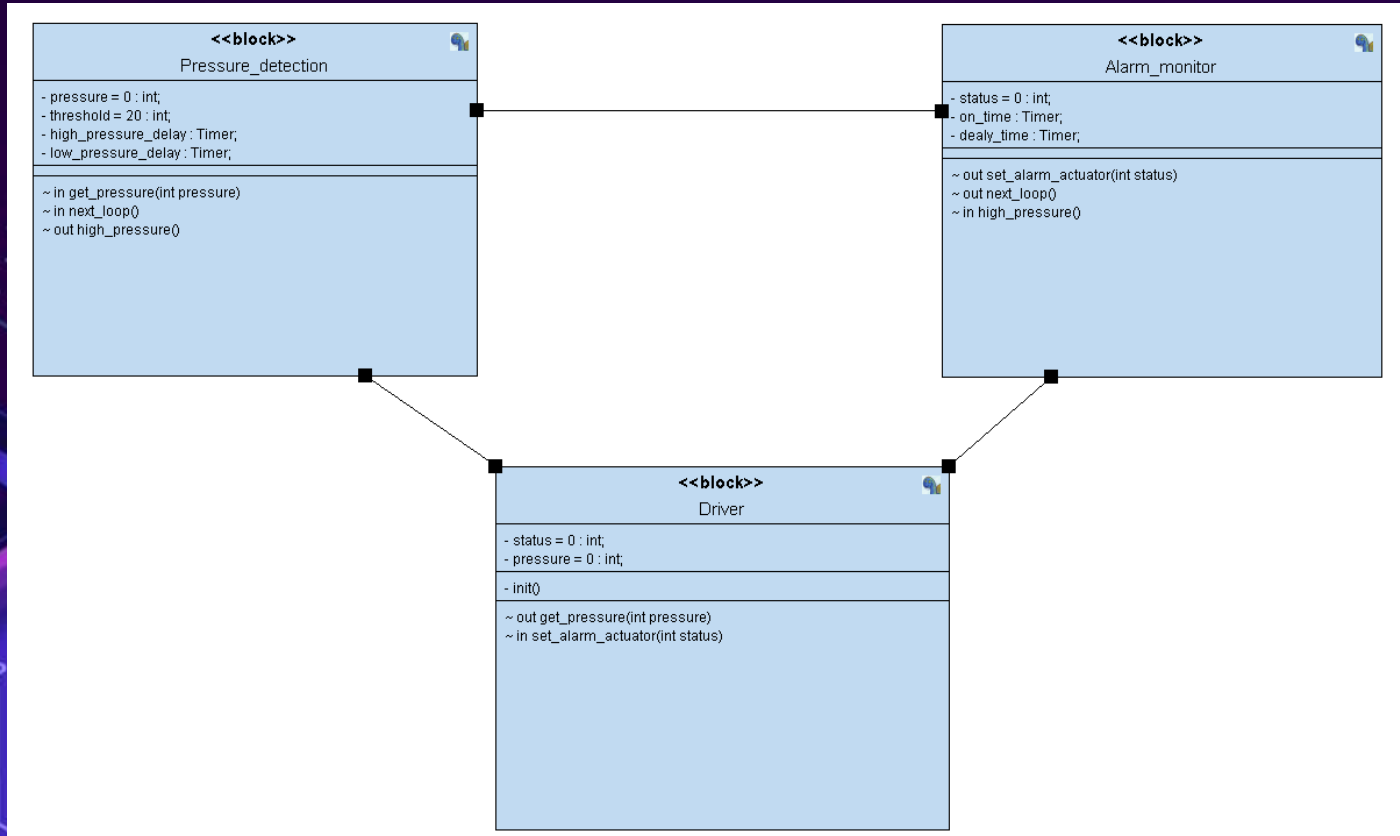 <<block>>
Pressure_detection
- pressure = 0 : int;
- threshold = 20 : int;
- high_pressure_delay : Timer;
- low_pressure_delay : Timer;
~ in get_pressure(int pressure)
~ in next_loop()
~ out high_pressure()
<<block>>
Alarm_monitor
- status = 0 : int;
- on_time : Timer;
- dealy_time : Timer;
~ out set_alarm_actuator(int status)
~ out next_loop()
~ in high_pressure()
<<block>>
Driver
- status = 0 : int;
- pressure = 0 : int;
- init()
~ out get_pressure(int pressure)
~ in set_alarm_actuator(int status)